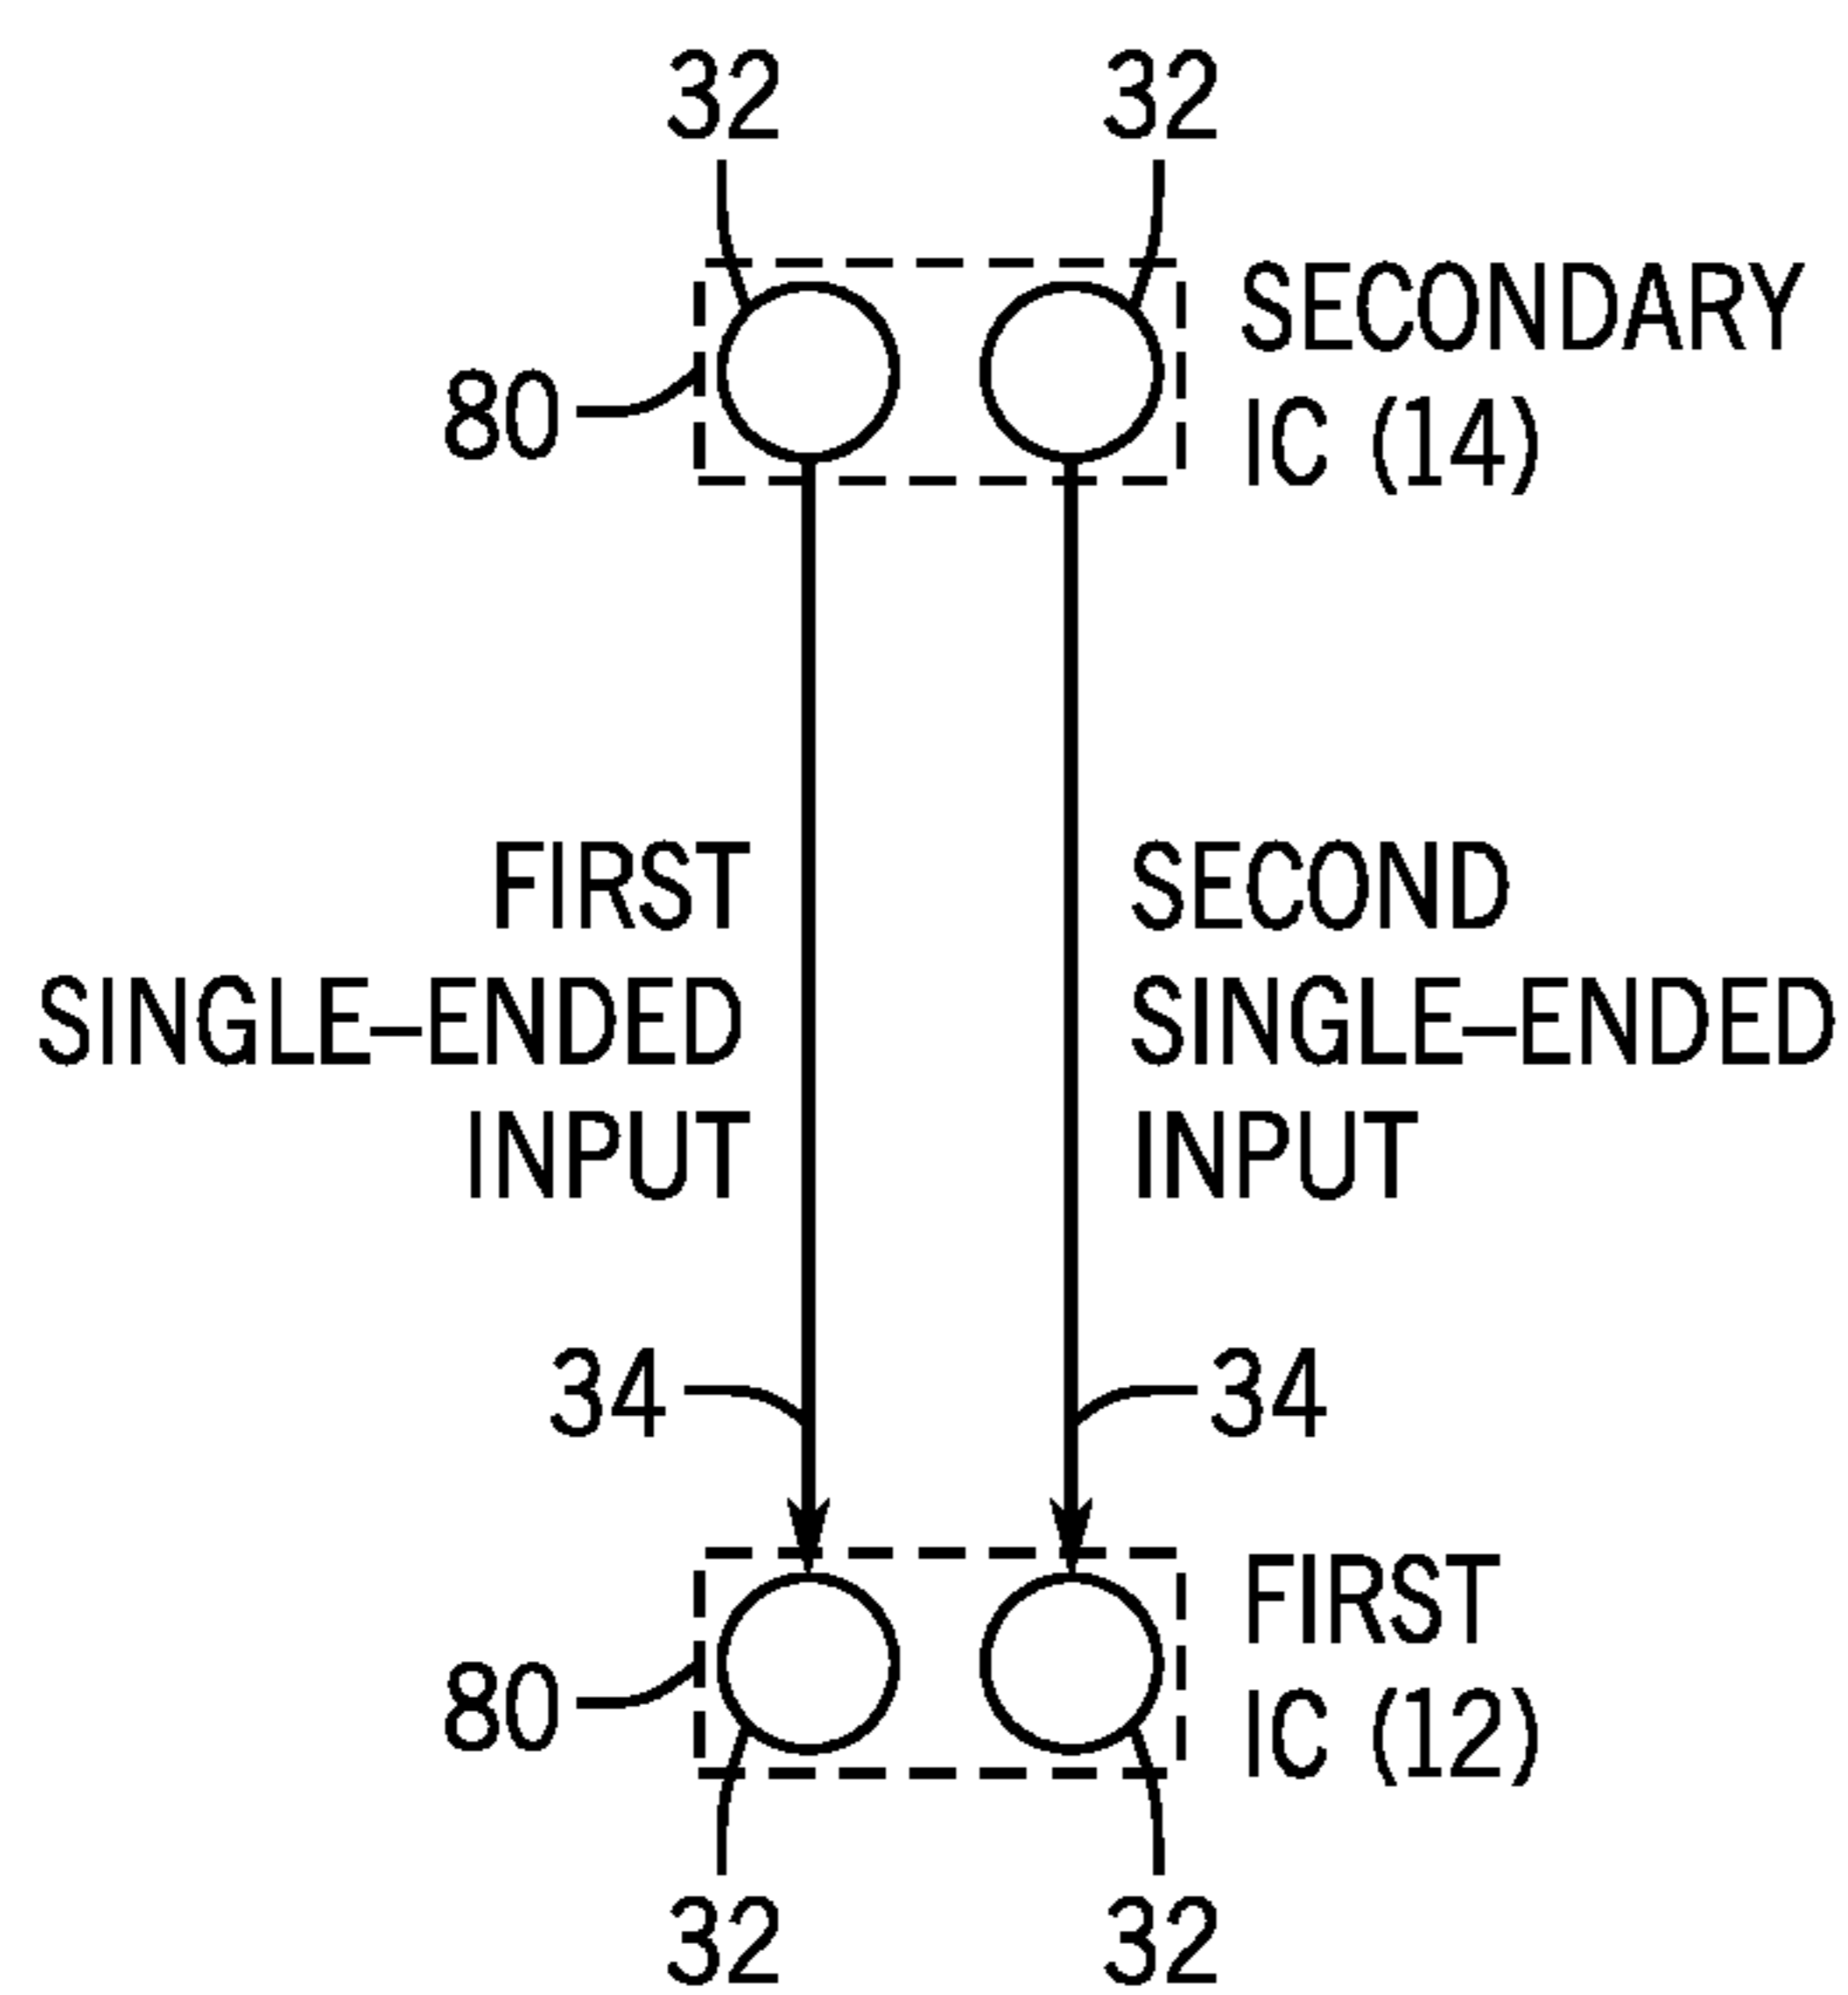 32
32
SECONDARY
IC (14)
80
FIRST
SINGLE-ENDED
INPUT
SECOND
SINGLE-ENDED
INPUT
34
34
FIRST
IC (12)
80
32
32